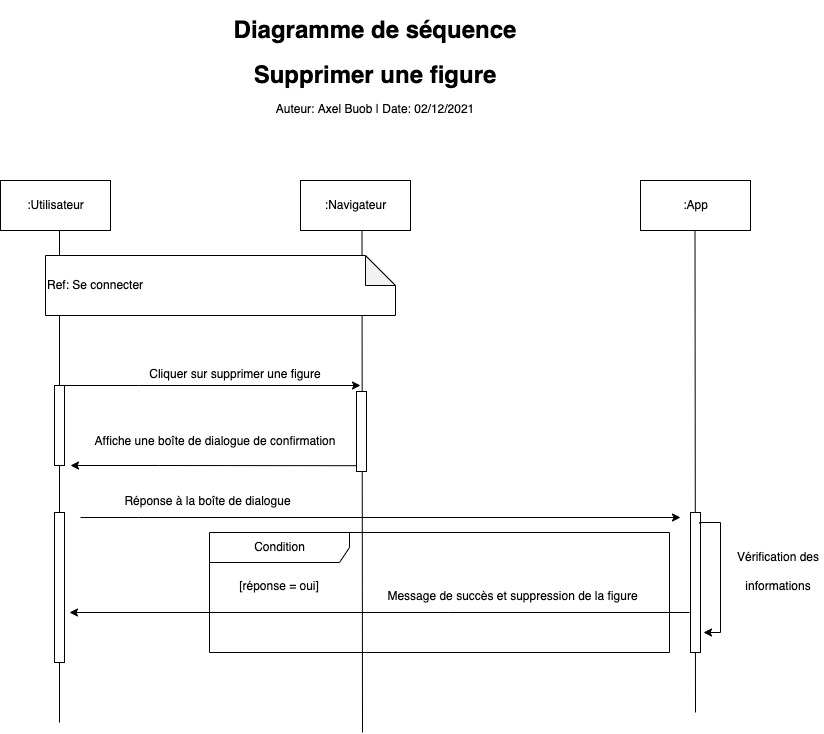 Diagramme de séquence
Supprimer une figure
Auteur: Axel Buob | Date: 02/12/2021
:Utilisateur
:Navigateur
:App
Ref: Se connecter
Cliquer sur supprimer une figure
Affiche une boîte de dialogue de confirmation
Réponse à la boîte de dialogue
Condition
Vérification des
informations
[réponse = oui]
Message de succès et suppression de la figure